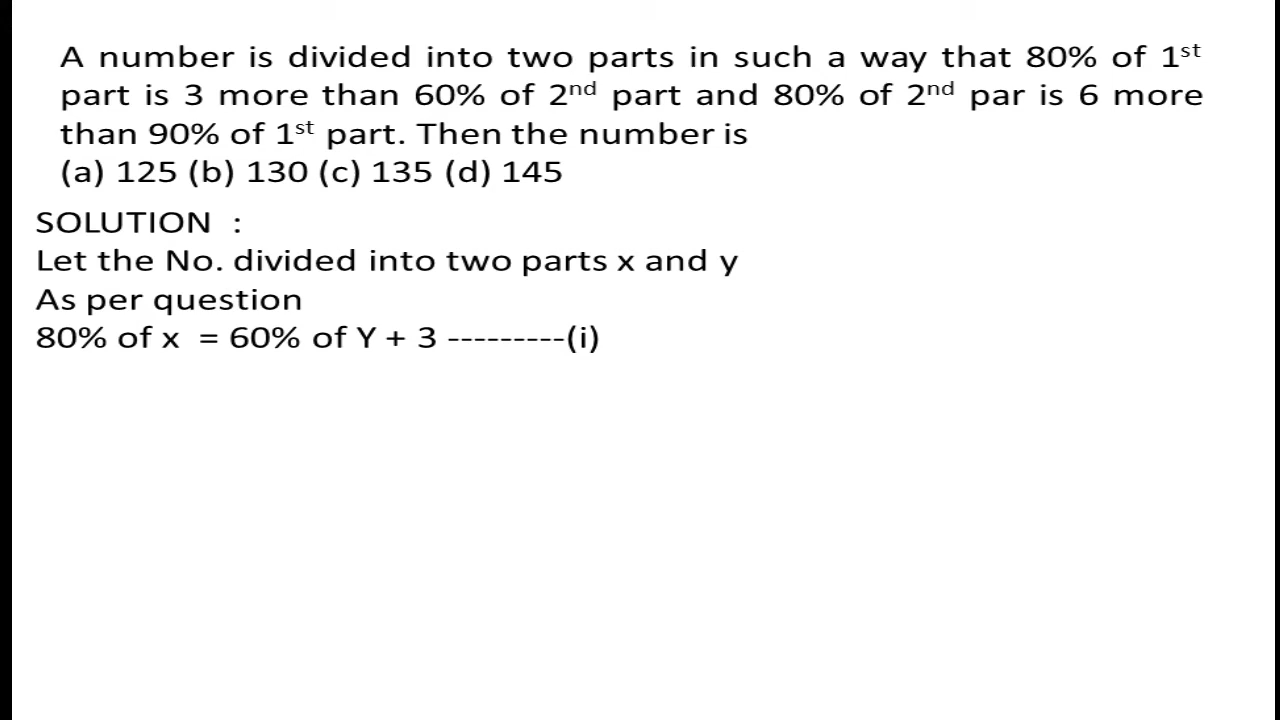 A number is divided into two parts in such a way that 80% of 1st
part is 3 more than 60% of 2nd part and 80% of 2nd par is 6 more
than 90% of 1st part. Then the number is
(a) 125 (b) 130 (c) 135 (d) 145
SOLUTION :
Let the No. divided into two parts x and y
As per question
80% of x = 60% of Y + 3 ---------(i)